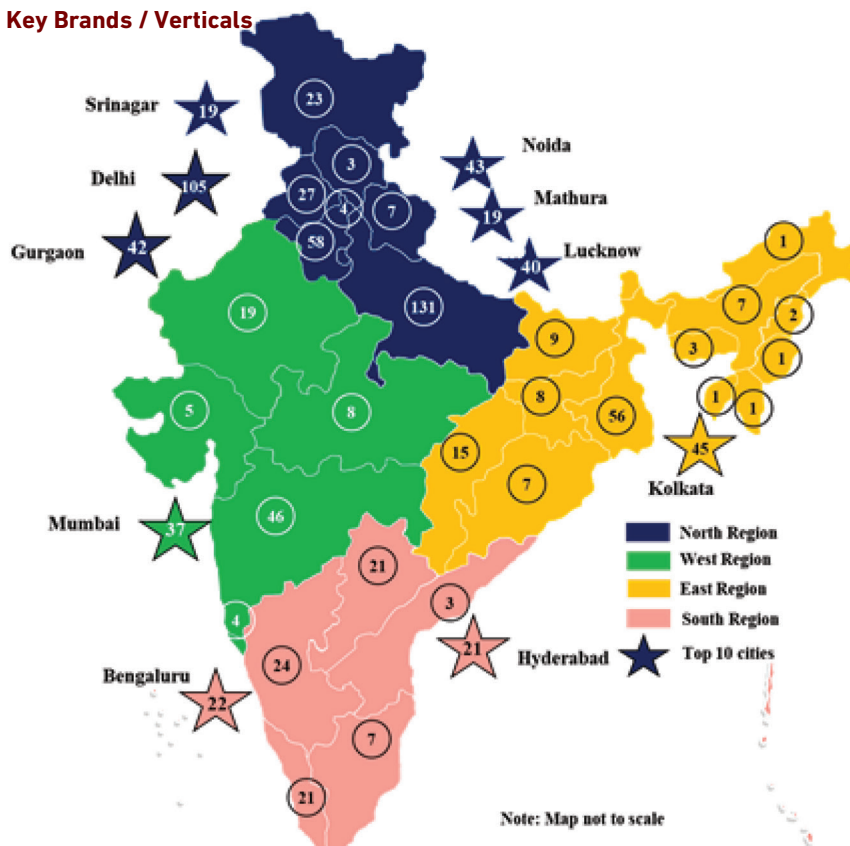 Key Brands / Verticals
23
Srinagar
19
Noida
43
3
Delhi
105
27
4
7
Mathura
19
Gurgaon
42
58
Lucknow
40
1
19
131
7
2
9
3
1
5
8
8
1
1
56
15
45
Kolkata
7
Mumbai
37
46
North Region
West Region
21
East Region
3
4
South Region
21
Hyderabad
Top 10 cities
24
Bengaluru
22
7
21
Note: Map not to scale